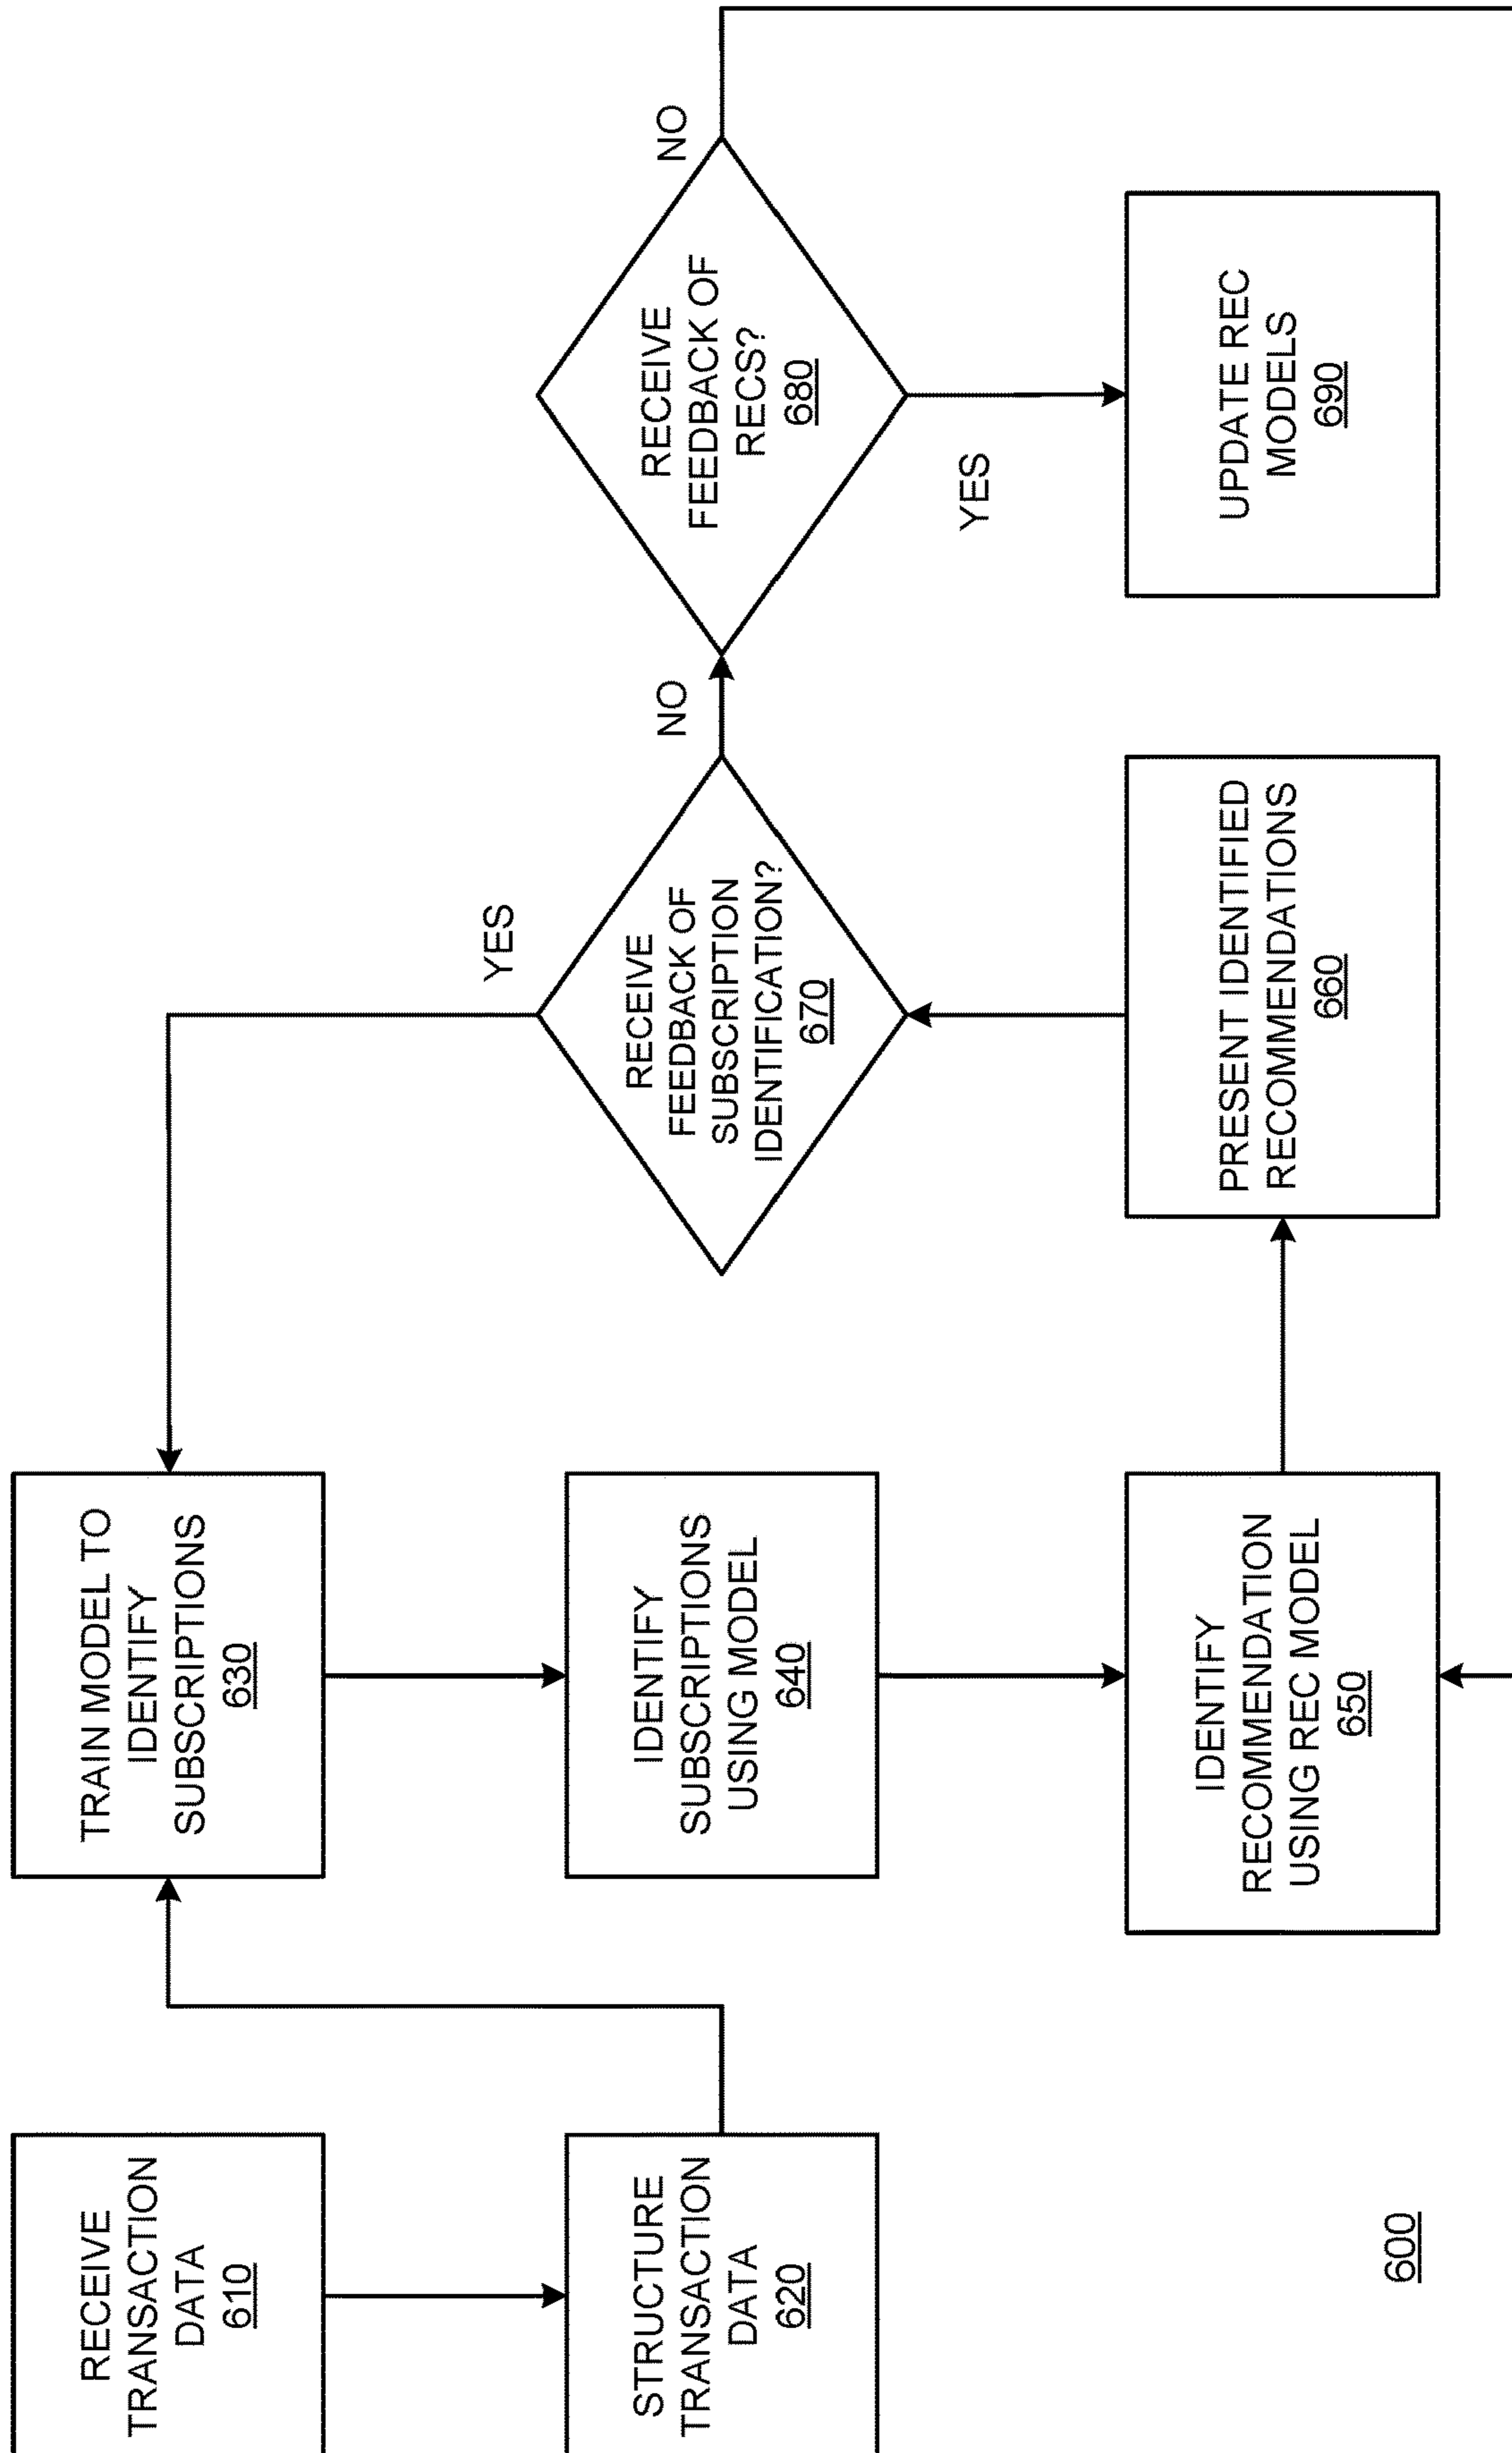 RECEIVE
TRANSACTION
DATA
610
STRUCTURE
TRANSACTION
DATA
620
TRAIN MODEL TO
IDENTIFY
SUBSCRIPTIONS
630
IDENTIFY
SUBSCRIPTIONS
USING MODEL
640
IDENTIFY
RECOMMENDATION
USING REC MODEL
650
PRESENT IDENTIFIED
RECOMMENDATIONS
660
RECEIVE
FEEDBACK OF
SUBSCRIPTION
IDENTIFICATION?
670
YES
NO
RECEIVE
FEEDBACK OF
RECS?
680
NO
YES
UPDATE REC
MODELS
690
600